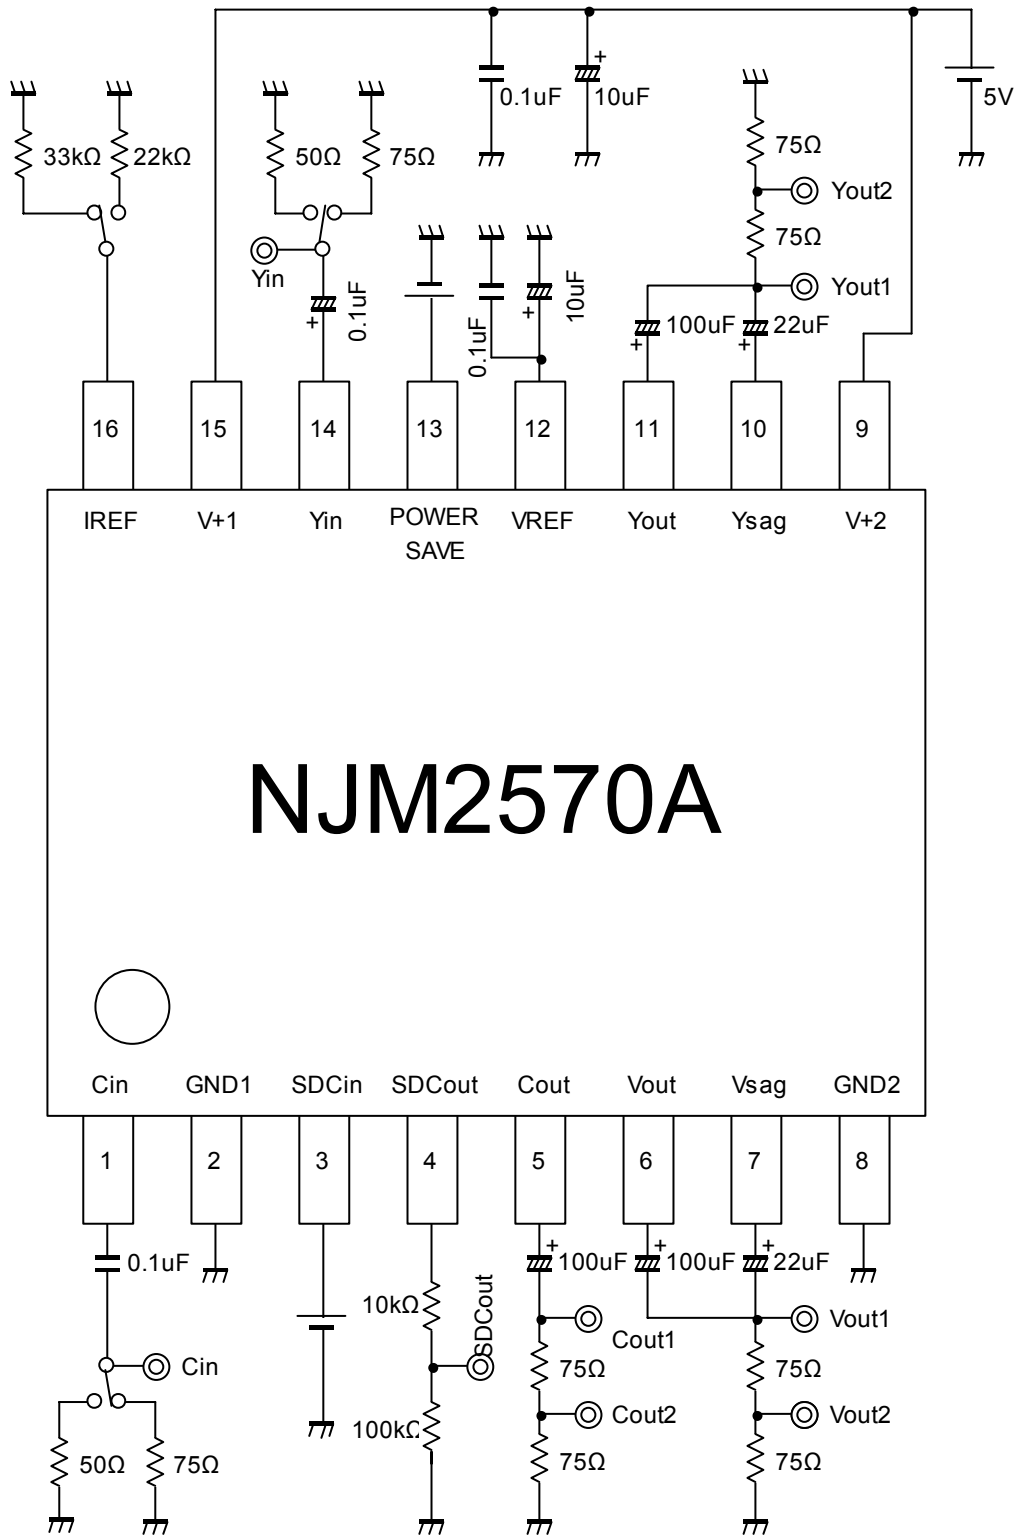 0.1uF
10uF
5V
33kΩ
22kΩ
50Ω
75Ω
75Ω
Yout2
75Ω
Yin
+
0.1uF
0.1uF
+
10uF
Yout1
+
100uF
+
22uF
+
16
15
14
13
12
11
10
9
IREF
V+1
Yin
POWER
SAVE
VREF
Yout
Ysag
V+2
NJM2570A
Cin
GND1
SDCin
SDCout
Cout
Vout
Vsag
GND2
1
2
3
4
5
6
7
8
0.1uF
+
100uF
+
100uF
+
22uF
10kΩ
SDCout
Cout1
Vout1
Cin
75Ω
75Ω
100kΩ
Cout2
Vout2
50Ω
75Ω
75Ω
75Ω